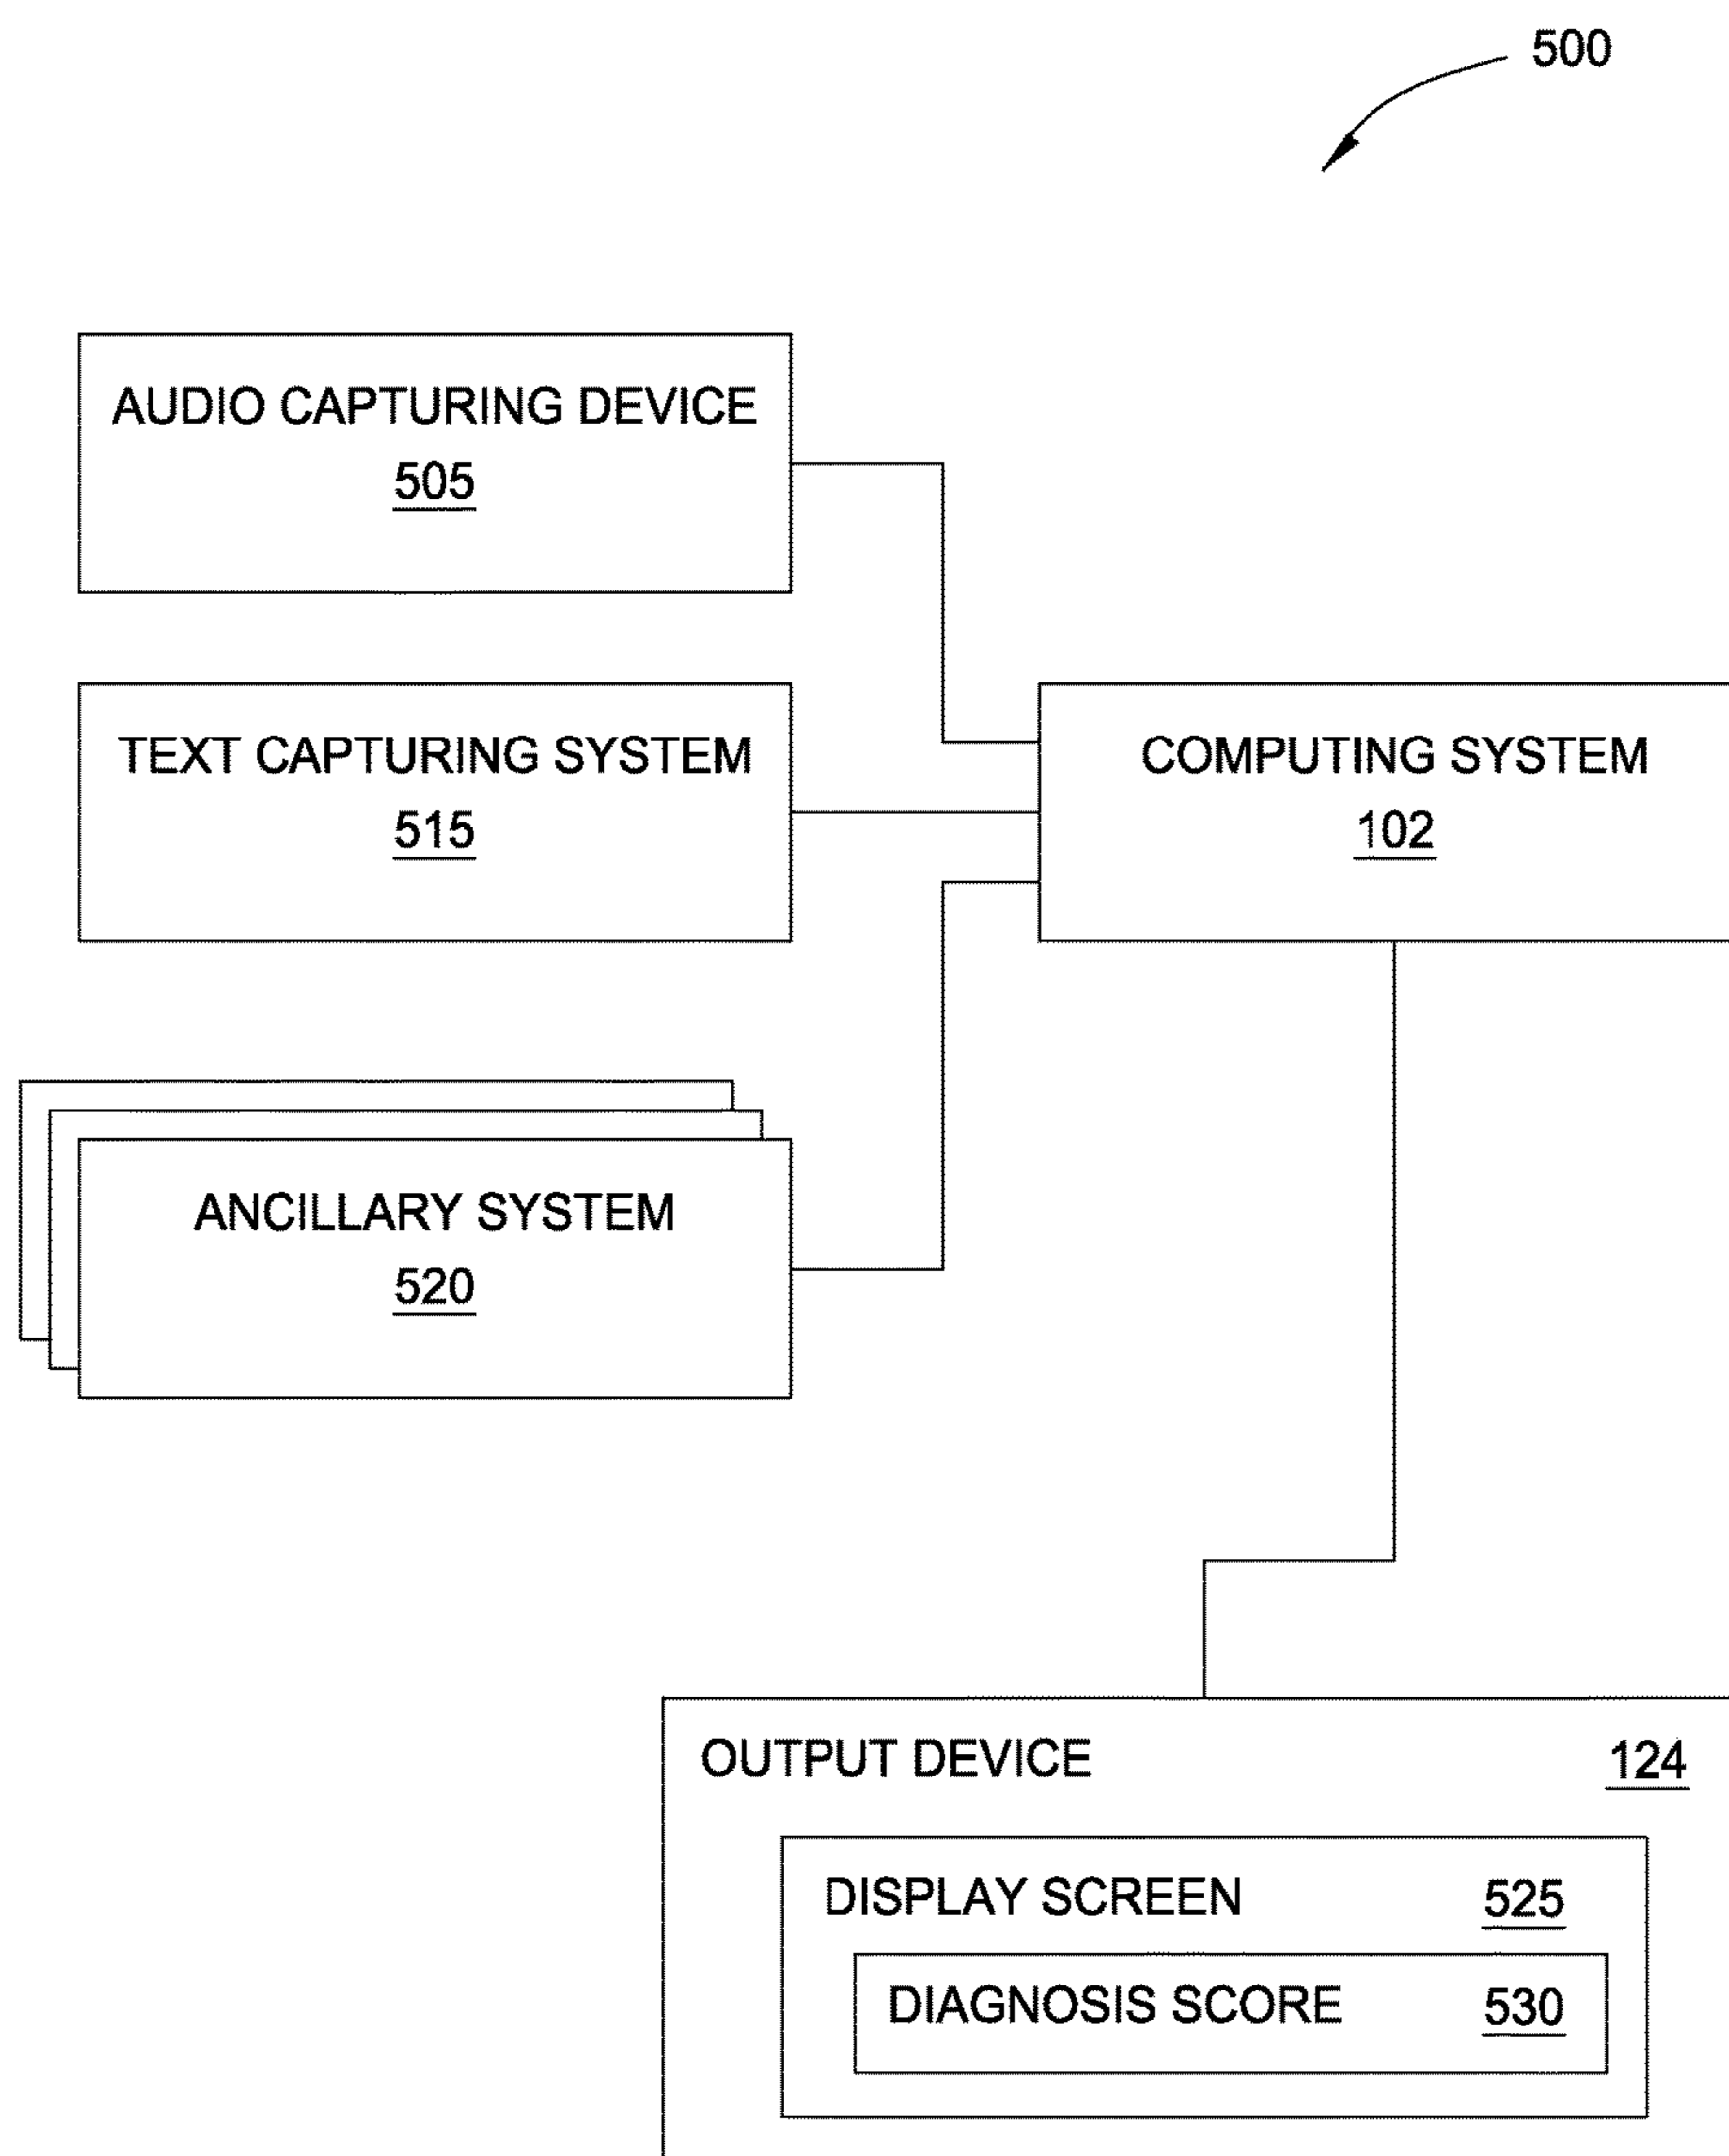 500
AUDIO CAPTURING DEVICE
505
TEXT CAPTURING SYSTEM
515
COMPUTING SYSTEM
102
ANCILLARY SYSTEM
520
OUTPUT DEVICE 124
DISPLAY SCREEN 525
DIAGNOSIS SCORE 530